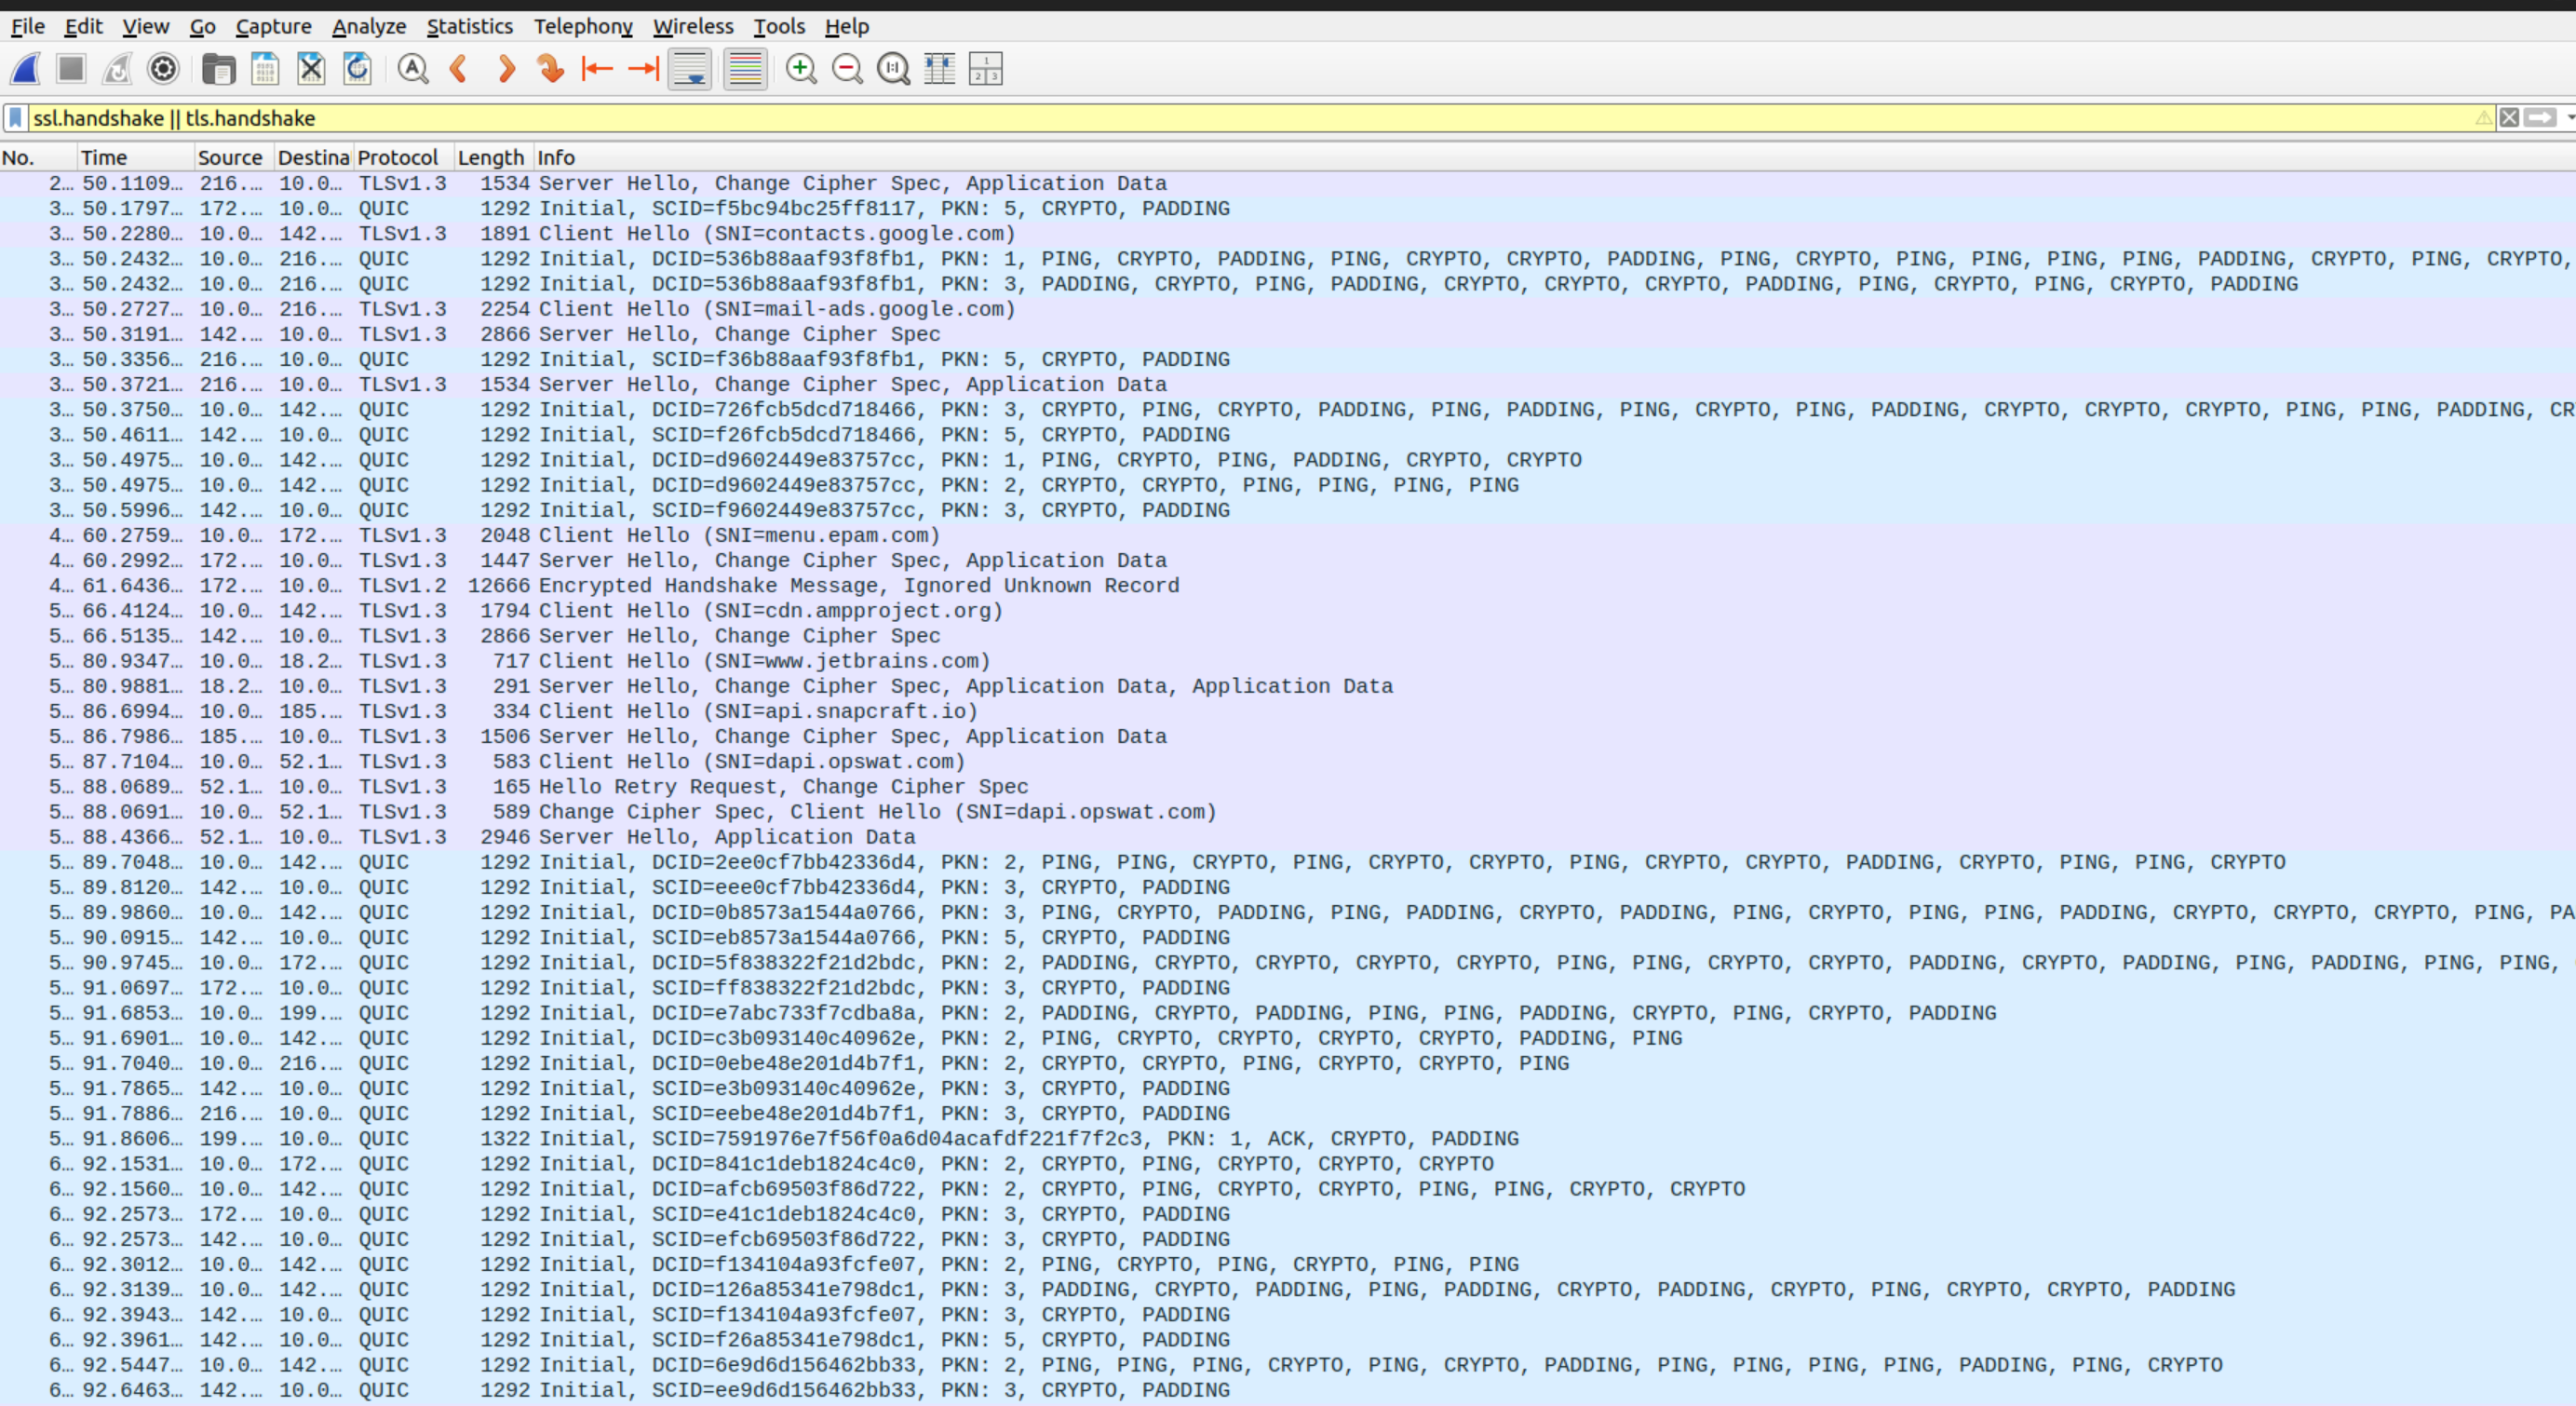 File Edit View Go Capture Analyze Statistics Telephony Wireless Tools Help
ssl.handshake || tls.handshake
No. Time Source Destina Protocol Length Info
2… 50.1109… 216.… 10.0… TLSv1.3 1534 Server Hello, Change Cipher Spec, Application Data
3… 50.1797… 172.… 10.0… QUIC 1292 Initial, SCID=f5bc94bc25ff8117, PKN: 5, CRYPTO, PADDING
3… 50.2280… 10.0… 142.… TLSv1.3 1891 Client Hello (SNI=contacts.google.com)
3… 50.2432… 10.0… 216.… QUIC 1292 Initial, DCID=536b88aaf93f8fb1, PKN: 1, PING, CRYPTO, PADDING, PING, CRYPTO, CRYPTO, PADDING, PING, CRYPTO, PING, PING, PING, PING, PADDING, CRYPTO, PING, CRYPTO,
3… 50.2432… 10.0… 216.… QUIC 1292 Initial, DCID=536b88aaf93f8fb1, PKN: 3, PADDING, CRYPTO, PING, PADDING, CRYPTO, CRYPTO, CRYPTO, PADDING, PING, CRYPTO, PING, CRYPTO, PADDING
3… 50.2727… 10.0… 216.… TLSv1.3 2254 Client Hello (SNI=mail-ads.google.com)
3… 50.3191… 142.… 10.0… TLSv1.3 2866 Server Hello, Change Cipher Spec
3… 50.3356… 216.… 10.0… QUIC 1292 Initial, SCID=f36b88aaf93f8fb1, PKN: 5, CRYPTO, PADDING
3… 50.3721… 216.… 10.0… TLSv1.3 1534 Server Hello, Change Cipher Spec, Application Data
3… 50.3750… 10.0… 142.… QUIC 1292 Initial, DCID=726fcb5dcd718466, PKN: 3, CRYPTO, PING, CRYPTO, PADDING, PING, PADDING, PING, CRYPTO, PING, PADDING, CRYPTO, CRYPTO, CRYPTO, PING, PING, PADDING, CR
3… 50.4611… 142.… 10.0… QUIC 1292 Initial, SCID=f26fcb5dcd718466, PKN: 5, CRYPTO, PADDING
3… 50.4975… 10.0… 142.… QUIC 1292 Initial, DCID=d9602449e83757cc, PKN: 1, PING, CRYPTO, PING, PADDING, CRYPTO, CRYPTO
3… 50.4975… 10.0… 142.… QUIC 1292 Initial, DCID=d9602449e83757cc, PKN: 2, CRYPTO, CRYPTO, PING, PING, PING, PING
3… 50.5996… 142.… 10.0… QUIC 1292 Initial, SCID=f9602449e83757cc, PKN: 3, CRYPTO, PADDING
4… 60.2759… 10.0… 172.… TLSv1.3 2048 Client Hello (SNI=menu.epam.com)
4… 60.2992… 172.… 10.0… TLSv1.3 1447 Server Hello, Change Cipher Spec, Application Data
4… 61.6436… 172.… 10.0… TLSv1.2 12666 Encrypted Handshake Message, Ignored Unknown Record
5… 66.4124… 10.0… 142.… TLSv1.3 1794 Client Hello (SNI=cdn.ampproject.org)
5… 66.5135… 142.… 10.0… TLSv1.3 2866 Server Hello, Change Cipher Spec
5… 80.9347… 10.0… 18.2… TLSv1.3 717 Client Hello (SNI=www.jetbrains.com)
5… 80.9881… 18.2… 10.0… TLSv1.3 291 Server Hello, Change Cipher Spec, Application Data, Application Data
5… 86.6994… 10.0… 185.… TLSv1.3 334 Client Hello (SNI=api.snapcraft.io)
5… 86.7986… 185.… 10.0… TLSv1.3 1506 Server Hello, Change Cipher Spec, Application Data
5… 87.7104… 10.0… 52.1… TLSv1.3 583 Client Hello (SNI=dapi.opswat.com)
5… 88.0689… 52.1… 10.0… TLSv1.3 165 Hello Retry Request, Change Cipher Spec
5… 88.0691… 10.0… 52.1… TLSv1.3 589 Change Cipher Spec, Client Hello (SNI=dapi.opswat.com)
5… 88.4366… 52.1… 10.0… TLSv1.3 2946 Server Hello, Application Data
5… 89.7048… 10.0… 142.… QUIC 1292 Initial, DCID=2ee0cf7bb42336d4, PKN: 2, PING, PING, CRYPTO, PING, CRYPTO, CRYPTO, PING, CRYPTO, CRYPTO, PADDING, CRYPTO, PING, PING, CRYPTO
5… 89.8120… 142.… 10.0… QUIC 1292 Initial, SCID=eee0cf7bb42336d4, PKN: 3, CRYPTO, PADDING
5… 89.9860… 10.0… 142.… QUIC 1292 Initial, DCID=0b8573a1544a0766, PKN: 3, PING, CRYPTO, PADDING, PING, PADDING, CRYPTO, PADDING, PING, CRYPTO, PING, PING, PADDING, CRYPTO, CRYPTO, CRYPTO, PING, PA
5… 90.0915… 142.… 10.0… QUIC 1292 Initial, SCID=eb8573a1544a0766, PKN: 5, CRYPTO, PADDING
5… 90.9745… 10.0… 172.… QUIC 1292 Initial, DCID=5f838322f21d2bdc, PKN: 2, PADDING, CRYPTO, CRYPTO, CRYPTO, CRYPTO, PING, PING, CRYPTO, CRYPTO, PADDING, CRYPTO, PADDING, PING, PADDING, PING, PING,
5… 91.0697… 172.… 10.0… QUIC 1292 Initial, SCID=ff838322f21d2bdc, PKN: 3, CRYPTO, PADDING
5… 91.6853… 10.0… 199.… QUIC 1292 Initial, DCID=e7abc733f7cdba8a, PKN: 2, PADDING, CRYPTO, PADDING, PING, PING, PADDING, CRYPTO, PING, CRYPTO, PADDING
5… 91.6901… 10.0… 142.… QUIC 1292 Initial, DCID=c3b093140c40962e, PKN: 2, PING, CRYPTO, CRYPTO, CRYPTO, CRYPTO, PADDING, PING
5… 91.7040… 10.0… 216.… QUIC 1292 Initial, DCID=0ebe48e201d4b7f1, PKN: 2, CRYPTO, CRYPTO, PING, CRYPTO, CRYPTO, PING
5… 91.7865… 142.… 10.0… QUIC 1292 Initial, SCID=e3b093140c40962e, PKN: 3, CRYPTO, PADDING
5… 91.7886… 216.… 10.0… QUIC 1292 Initial, SCID=eebe48e201d4b7f1, PKN: 3, CRYPTO, PADDING
5… 91.8606… 199.… 10.0… QUIC 1322 Initial, SCID=7591976e7f56f0a6d04acafdf221f7f2c3, PKN: 1, ACK, CRYPTO, PADDING
6… 92.1531… 10.0… 172.… QUIC 1292 Initial, DCID=841c1deb1824c4c0, PKN: 2, CRYPTO, PING, CRYPTO, CRYPTO, CRYPTO
6… 92.1560… 10.0… 142.… QUIC 1292 Initial, DCID=afcb69503f86d722, PKN: 2, CRYPTO, PING, CRYPTO, CRYPTO, PING, PING, CRYPTO, CRYPTO
6… 92.2573… 172.… 10.0… QUIC 1292 Initial, SCID=e41c1deb1824c4c0, PKN: 3, CRYPTO, PADDING
6… 92.2573… 142.… 10.0… QUIC 1292 Initial, SCID=efcb69503f86d722, PKN: 3, CRYPTO, PADDING
6… 92.3012… 10.0… 142.… QUIC 1292 Initial, DCID=f134104a93fcfe07, PKN: 2, PING, CRYPTO, PING, CRYPTO, PING, PING
6… 92.3139… 10.0… 142.… QUIC 1292 Initial, DCID=126a85341e798dc1, PKN: 3, PADDING, CRYPTO, PADDING, PING, PADDING, CRYPTO, PADDING, CRYPTO, PING, CRYPTO, CRYPTO, PADDING
6… 92.3943… 142.… 10.0… QUIC 1292 Initial, SCID=f134104a93fcfe07, PKN: 3, CRYPTO, PADDING
6… 92.3961… 142.… 10.0… QUIC 1292 Initial, SCID=f26a85341e798dc1, PKN: 5, CRYPTO, PADDING
6… 92.5447… 10.0… 142.… QUIC 1292 Initial, DCID=6e9d6d156462bb33, PKN: 2, PING, PING, PING, CRYPTO, PING, CRYPTO, PADDING, PING, PING, PING, PING, PADDING, PING, CRYPTO
6… 92.6463… 142.… 10.0… QUIC 1292 Initial, SCID=ee9d6d156462bb33, PKN: 3, CRYPTO, PADDING